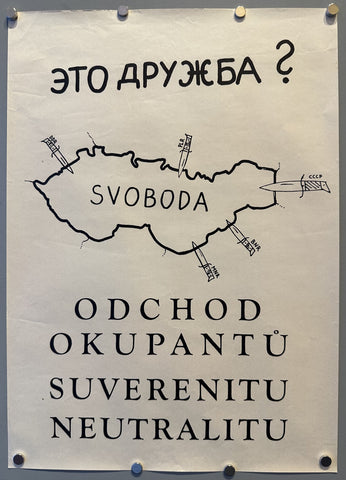 ЭТО ДРУЖБА ?
SVOBODA
СССР
ODCHOD
OKUPANTŮ
SUVERENITU
NEUTRALITU